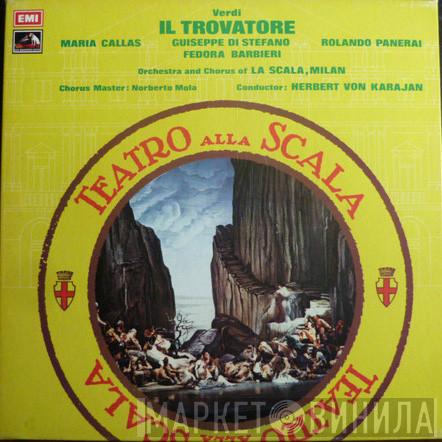 EMI
Verdi
IL TROVATORE
MARIA CALLAS GUISEPPE DI STEFANO ROLANDO PANERAI
FEDORA BARBIERI
Orchestra and Chorus of LA SCALA, MILAN
Chorus Master: Norberto Mola Conductor: HERBERT VON KARAJAN
TEATRO ALLA SCALA
TEATRO ALLA SCALA
МАРКЕТ ВИНИЛА